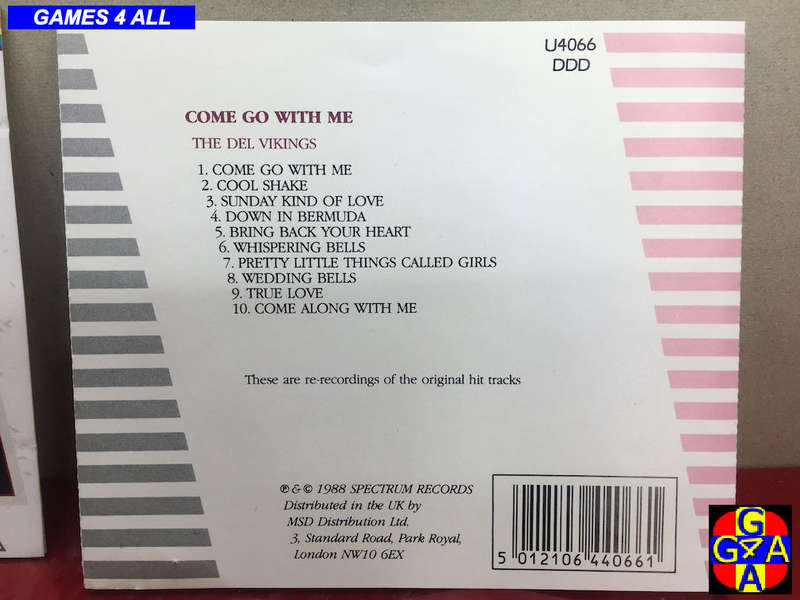 GAMES 4 ALL
U4066
DDD
COME GO WITH ME
THE DEL VIKINGS
1. COME GO WITH ME
2. COOL SHAKE
3. SUNDAY KIND OF LOVE
4. DOWN IN BERMUDA
5. BRING BACK YOUR HEART
6. WHISPERING BELLS
7. PRETTY LITTLE THINGS CALLED GIRLS
8. WEDDING BELLS
9. TRUE LOVE
10. COME ALONG WITH ME
These are re-recordings of the original hit tracks
℗ & © 1988 SPECTRUM RECORDS
Distributed in the UK by
MSD Distribution Ltd.
3, Standard Road, Park Royal,
London NW10 6EX
5 012106 440661
G
G4A
A